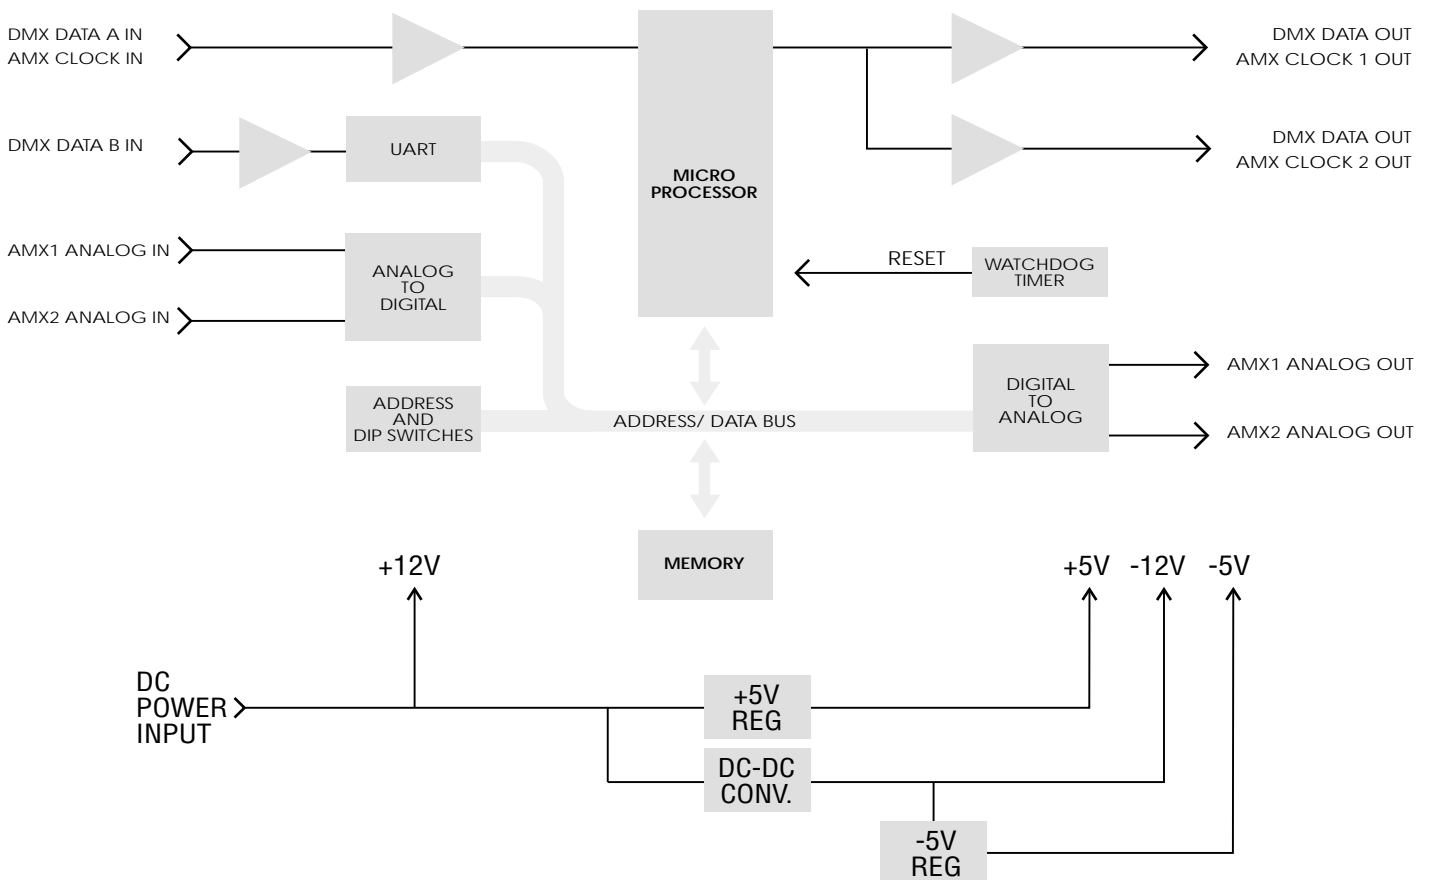 DMX DATA A IN
AMX CLOCK IN
DMX DATA OUT
AMX CLOCK 1 OUT
DMX DATA B IN
UART
MICRO
PROCESSOR
DMX DATA OUT
AMX CLOCK 2 OUT
AMX1 ANALOG IN
AMX2 ANALOG IN
ANALOG
TO
DIGITAL
RESET
WATCHDOG
TIMER
ADDRESS
AND
DIP SWITCHES
ADDRESS/ DATA BUS
DIGITAL
TO
ANALOG
AMX1 ANALOG OUT
AMX2 ANALOG OUT
MEMORY
+12V
+5V
-12V
-5V
DC
POWER
INPUT
+5V
REG
DC-DC
CONV.
-5V
REG